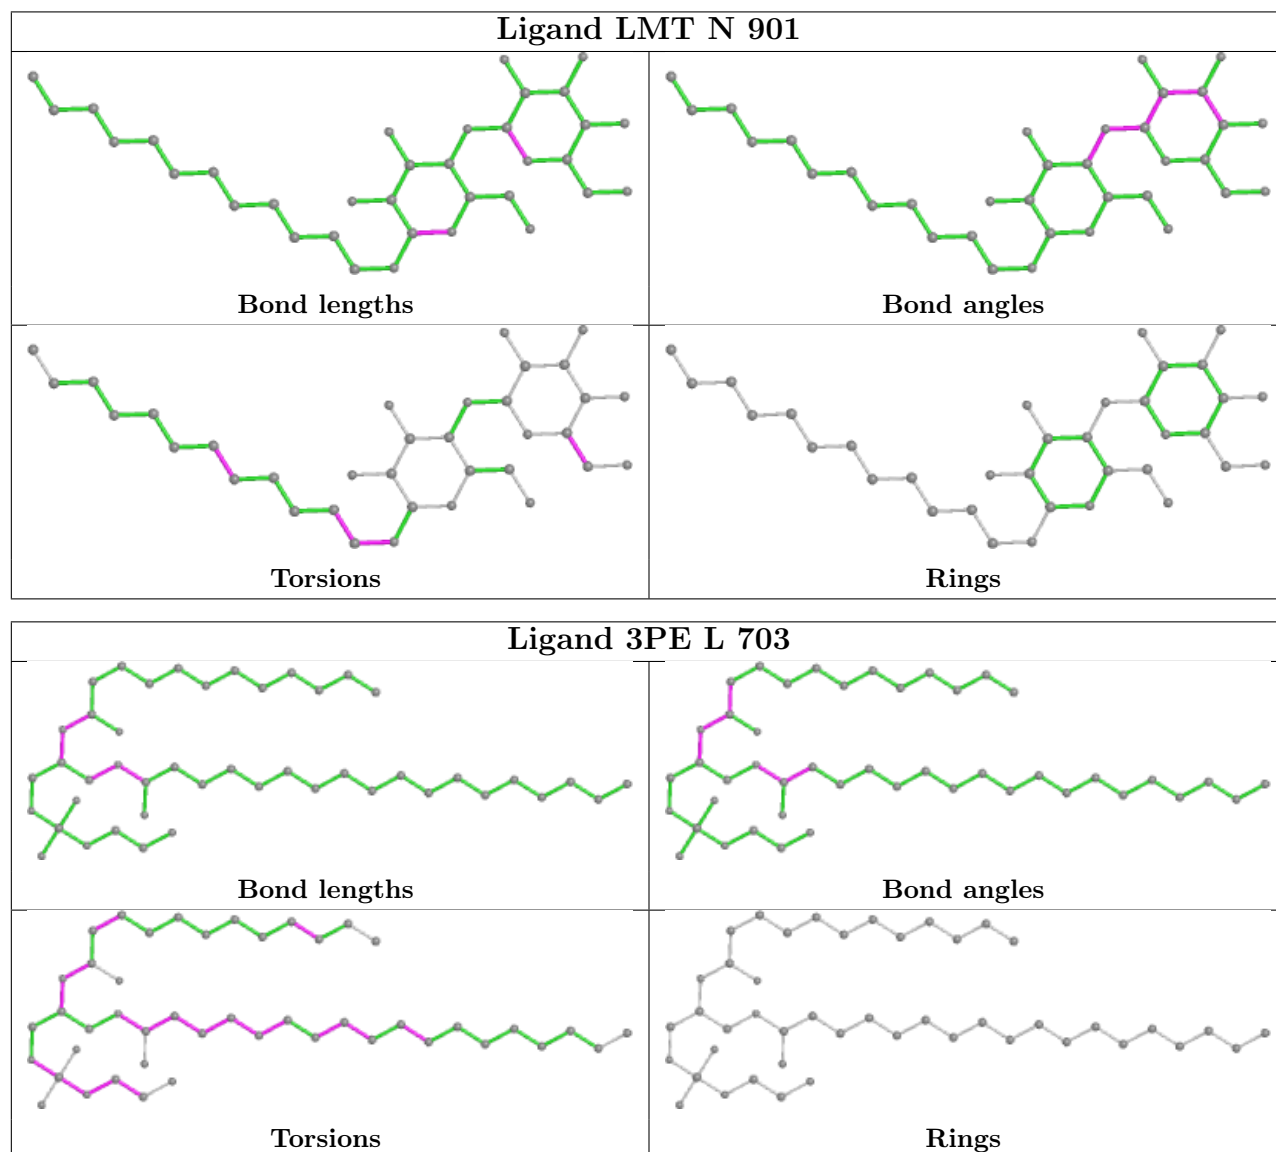 Ligand LMT N 901
Bond lengths
Bond angles
Torsions
Rings
Ligand 3PE L 703
Bond lengths
Bond angles
Torsions
Rings